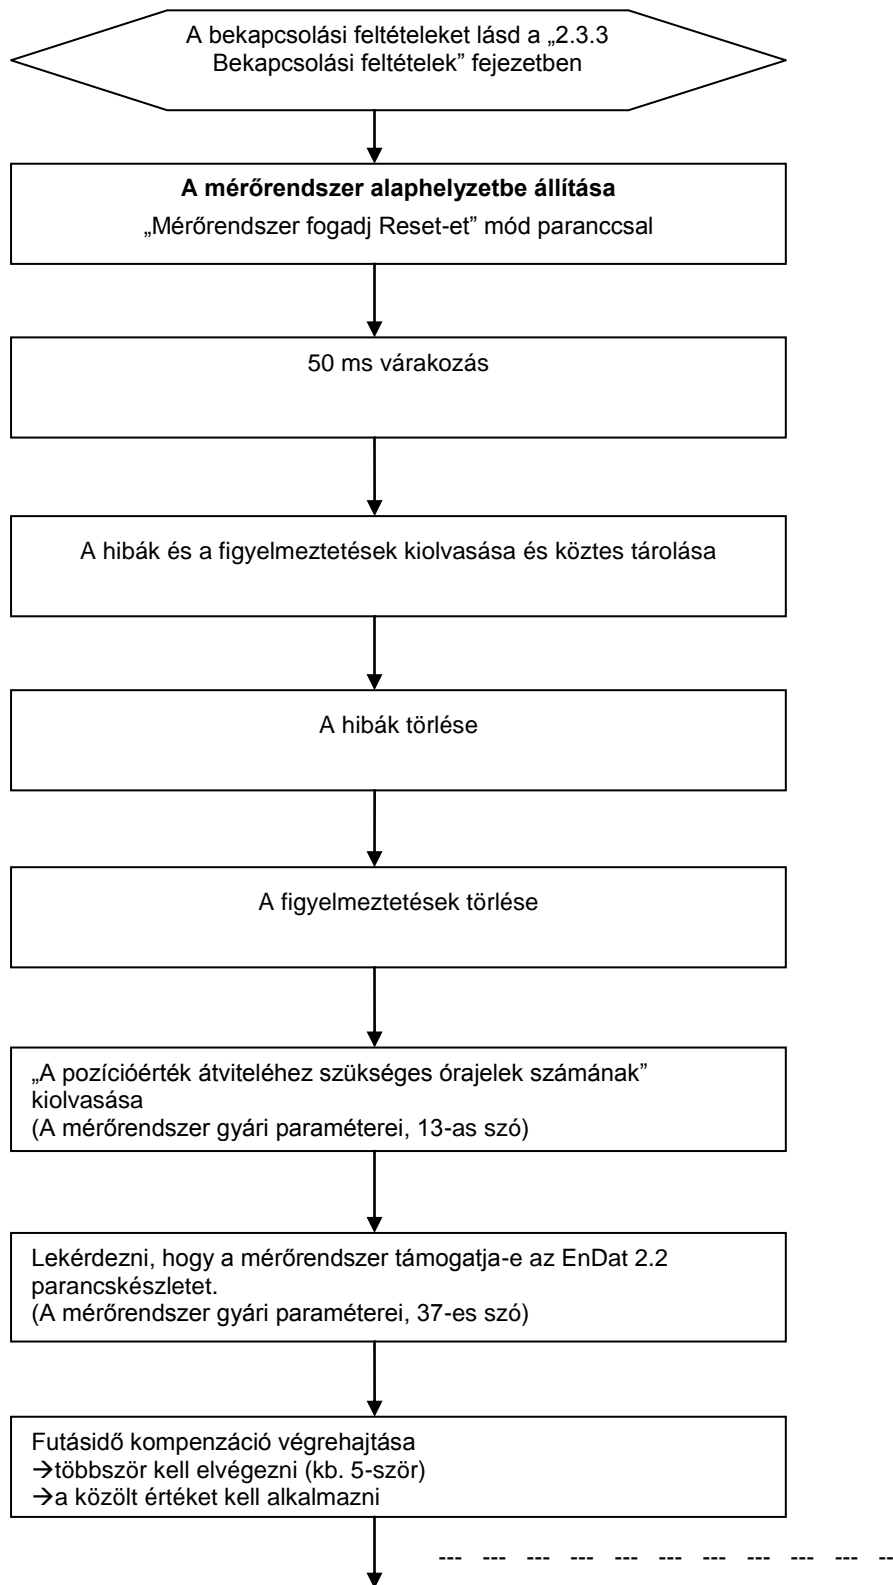 A bekapcsolási feltételeket lásd a „2.3.3
Bekapcsolási feltételek” fejezetben
A mérőrendszer alaphelyzetbe állítása
„Mérőrendszer fogadj Reset-et” mód paranccsal
50 ms várakozás
A hibák és a figyelmeztetések kiolvasása és köztes tárolása
A hibák törlése
A figyelmeztetések törlése
„A pozícióérték átviteléhez szükséges órajelek számának”
kiolvasása
(A mérőrendszer gyári paraméterei, 13-as szó)
Lekérdezni, hogy a mérőrendszer támogatja-e az EnDat 2.2
parancskészletet.
(A mérőrendszer gyári paraméterei, 37-es szó)
Futásidő kompenzáció végrehajtása
→többször kell elvégezni (kb. 5-ször)
→a közölt értéket kell alkalmazni